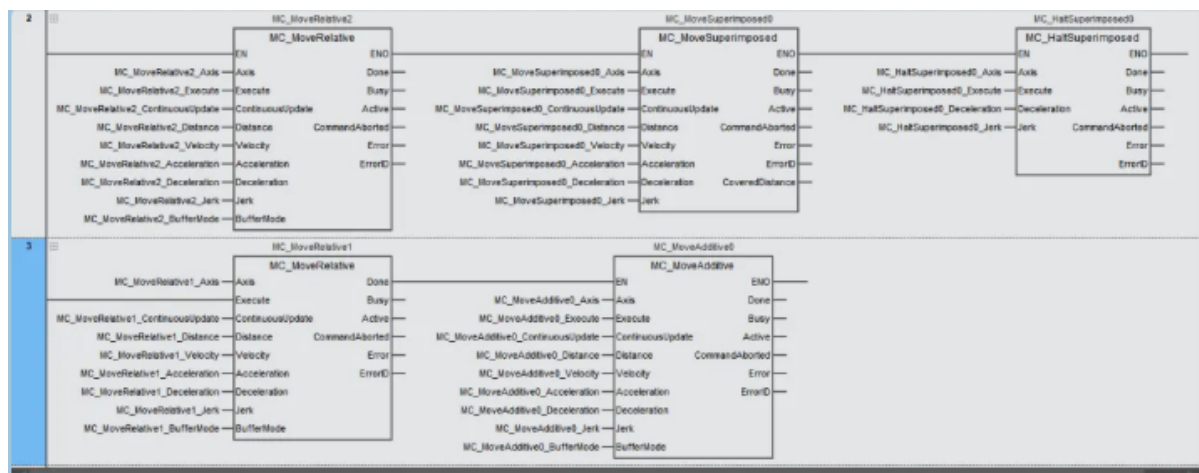 2
MC_MoveRelative2 MC_MoveSuperimposed0 MC_HaltSuperimposed0
MC_MoveRelative MC_MoveSuperimposed MC_HaltSuperimposed
EN ENO EN ENO EN ENO
MC_MoveRelative2_Axis Axis Done MC_MoveSuperimposed0_Axis Axis Done MC_HaltSuperimposed0_Axis Axis Done
MC_MoveRelative2_Execute Execute Busy MC_MoveSuperimposed0_Execute Execute Busy MC_HaltSuperimposed0_Execute Execute Busy
MC_MoveRelative2_ContinuousUpdate ContinuousUpdate Active MC_MoveSuperimposed0_ContinuousUpdate ContinuousUpdate Active MC_HaltSuperimposed0_Deceleration Deceleration Active
MC_MoveRelative2_Distance Distance CommandAborted MC_MoveSuperimposed0_Distance Distance CommandAborted MC_HaltSuperimposed0_Jerk Jerk CommandAborted
MC_MoveRelative2_Velocity Velocity Error MC_MoveSuperimposed0_Velocity Velocity Error Error
MC_MoveRelative2_Acceleration Acceleration ErrorID MC_MoveSuperimposed0_Acceleration Acceleration ErrorID ErrorID
MC_MoveRelative2_Deceleration Deceleration MC_MoveSuperimposed0_Deceleration Deceleration CoveredDistance
MC_MoveRelative2_Jerk Jerk MC_MoveSuperimposed0_Jerk Jerk
MC_MoveRelative2_BufferMode BufferMode
3
MC_MoveRelative1 MC_MoveAdditive0
MC_MoveRelative MC_MoveAdditive
MC_MoveRelative1_Axis Axis Done EN ENO
Execute Busy MC_MoveAdditive0_Axis Axis Done
MC_MoveRelative1_ContinuousUpdate ContinuousUpdate Active MC_MoveAdditive0_Execute Execute Busy
MC_MoveRelative1_Distance Distance CommandAborted MC_MoveAdditive0_ContinuousUpdate ContinuousUpdate Active
MC_MoveRelative1_Velocity Velocity Error MC_MoveAdditive0_Distance Distance CommandAborted
MC_MoveRelative1_Acceleration Acceleration ErrorID MC_MoveAdditive0_Velocity Velocity Error
MC_MoveRelative1_Deceleration Deceleration MC_MoveAdditive0_Acceleration Acceleration ErrorID
MC_MoveRelative1_Jerk Jerk MC_MoveAdditive0_Deceleration Deceleration
MC_MoveRelative1_BufferMode BufferMode MC_MoveAdditive0_Jerk Jerk
MC_MoveAdditive0_BufferMode BufferMode